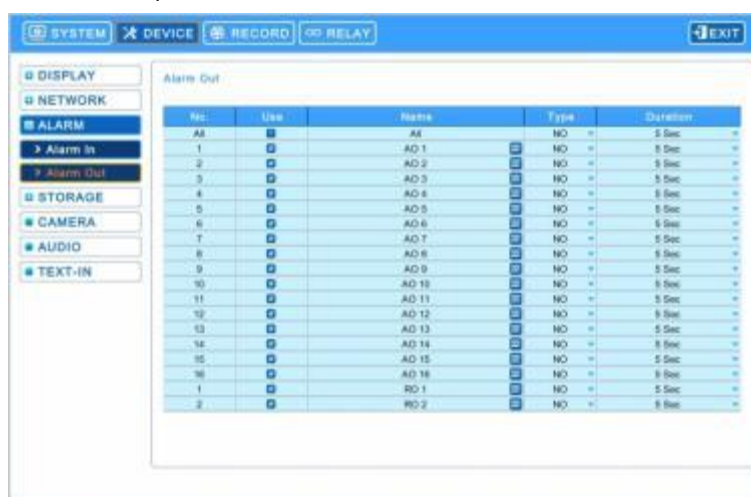 SYSTEM DEVICE RECORD RELAY EXIT
DISPLAY
NETWORK
ALARM
Alarm In
Alarm Out
STORAGE
CAMERA
AUDIO
TEXT-IN
Alarm Out
No. Use Name Type Duration
All All NO 5 Sec
1 AO 1 NO 5 Sec
2 AO 2 NO 5 Sec
3 AO 3 NO 5 Sec
4 AO 4 NO 5 Sec
5 AO 5 NO 5 Sec
6 AO 6 NO 5 Sec
7 AO 7 NO 5 Sec
8 AO 8 NO 5 Sec
9 AO 9 NO 5 Sec
10 AO 10 NO 5 Sec
11 AO 11 NO 5 Sec
12 AO 12 NO 5 Sec
13 AO 13 NO 5 Sec
14 AO 14 NO 5 Sec
15 AO 15 NO 5 Sec
16 AO 16 NO 5 Sec
1 RO 1 NO 5 Sec
2 RO 2 NO 5 Sec